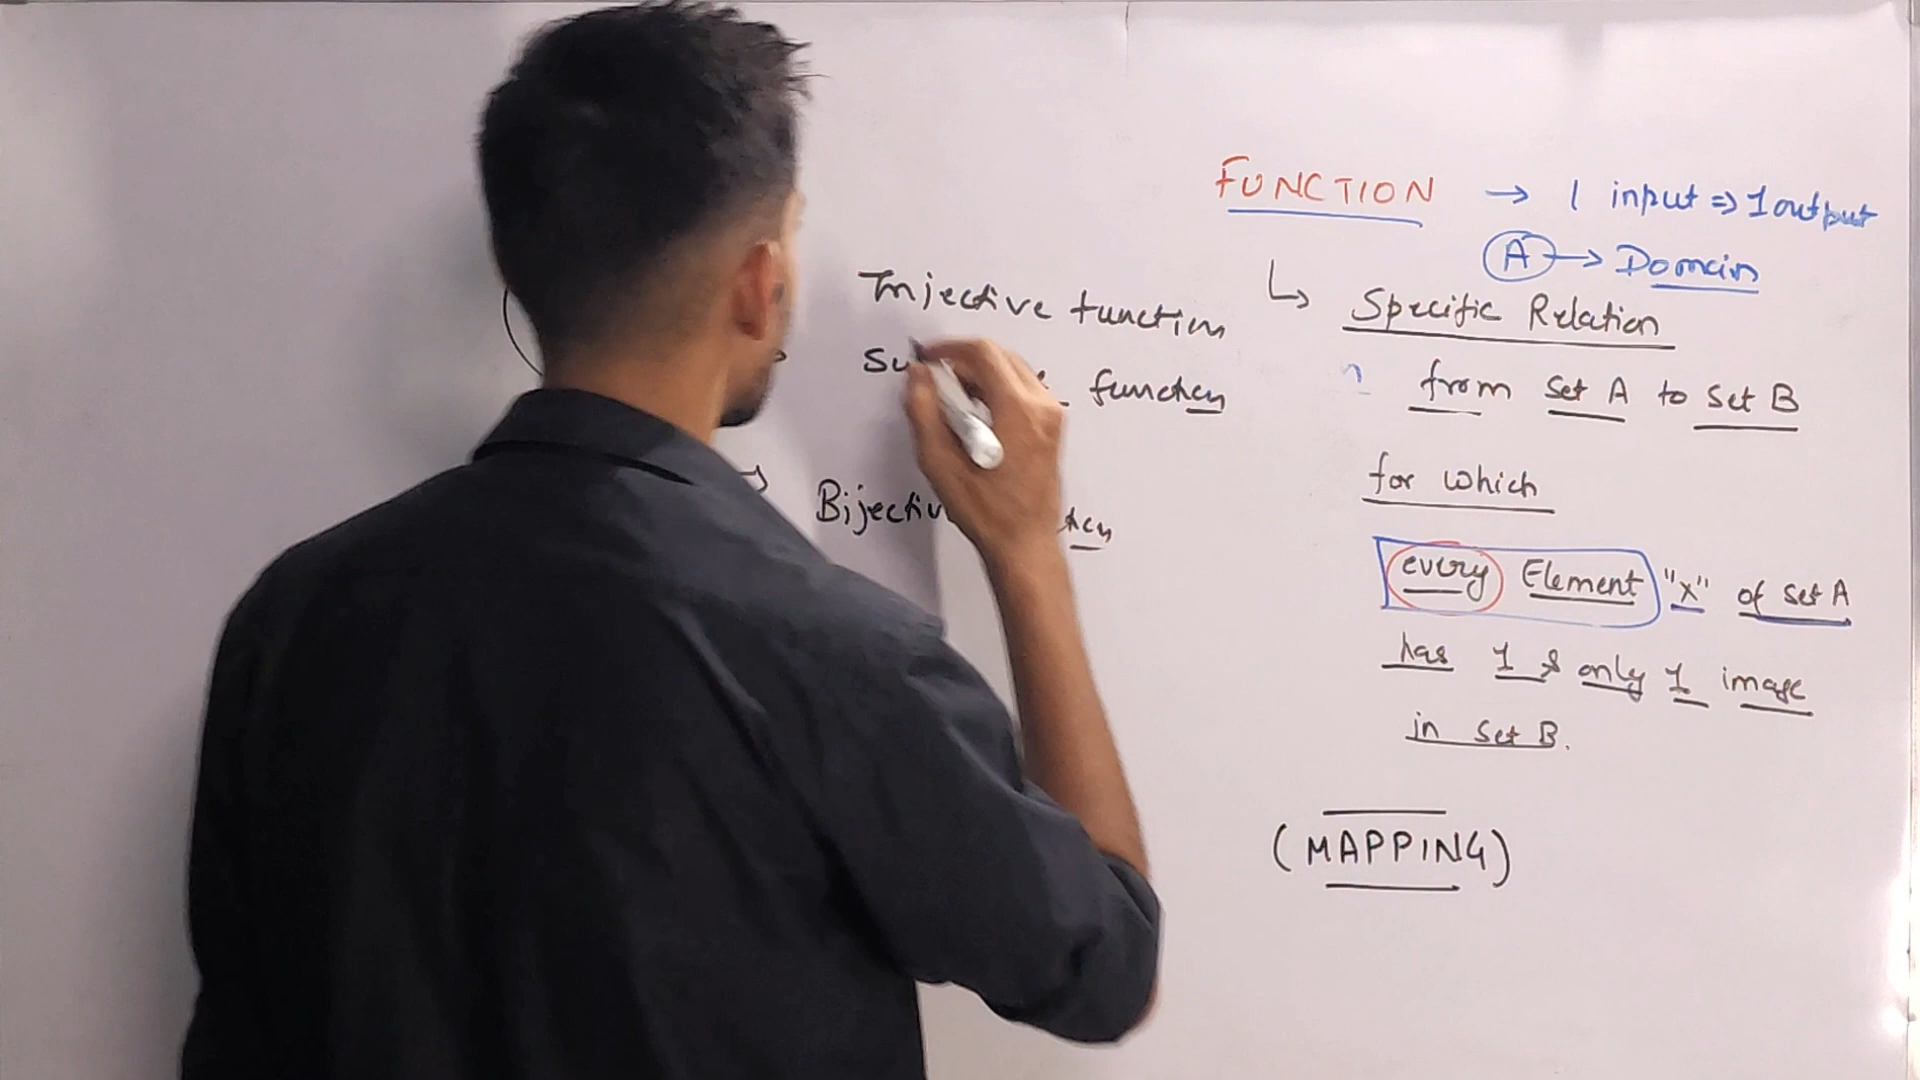 Injective function
function
Bijective
FUNCTION → 1 input ⇒ 1 output
A → Domain
↳ Specific Relation
from set A to set B
for which
every Element "x" of set A
has 1 & only 1 image
in set B.
(MAPPING)